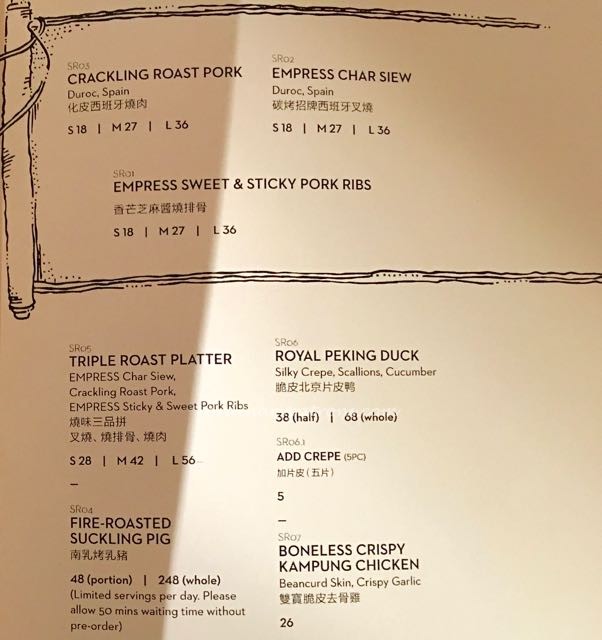 SR03
CRACKLING ROAST PORK
Duroc, Spain
化皮西班牙燒肉
S 18 | M 27 | L 36
SR02
EMPRESS CHAR SIEW
Duroc, Spain
碳烤招牌西班牙叉燒
S 18 | M 27 | L 36
SR01
EMPRESS SWEET & STICKY PORK RIBS
香芒芝麻醬燒排骨
S 18 | M 27 | L 36
SR05
TRIPLE ROAST PLATTER
EMPRESS Char Siew,
Crackling Roast Pork,
EMPRESS Sticky & Sweet Pork Ribs
燒味三品拼
叉燒、燒排骨、燒肉
S 28 | M 42 | L 56
SR04
FIRE-ROASTED
SUCKLING PIG
南乳烤乳豬
48 (portion) | 248 (whole)
(Limited servings per day. Please
allow 50 mins waiting time without
pre-order)
SR06
ROYAL PEKING DUCK
Silky Crepe, Scallions, Cucumber
脆皮北京片皮鸭
38 (half) | 68 (whole)
SR06.1
ADD CREPE (5PC)
加片皮 (五片)
5
SR07
BONELESS CRISPY
KAMPUNG CHICKEN
Beancurd Skin, Crispy Garlic
雙寶脆皮去骨雞
26